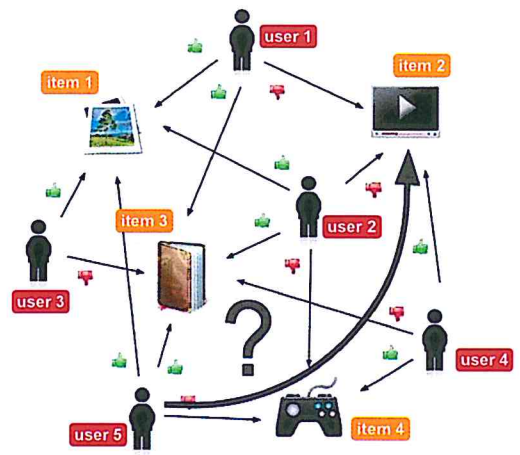 user 1
item 2
item 1
item 3
user 2
user 3
?
user 4
item 4
user 5